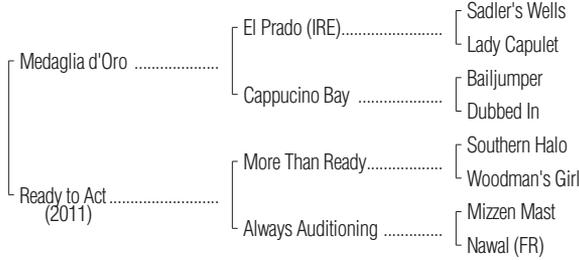 Sadler's Wells
El Prado (IRE)....................
Lady Capulet
Medaglia d'Oro ...................
Bailjumper
Cappucino Bay ...................
Dubbed In
Southern Halo
More Than Ready.................
Woodman's Girl
Ready to Act .........................
(2011)
Mizzen Mast
Always Auditioning ..............
Nawal (FR)